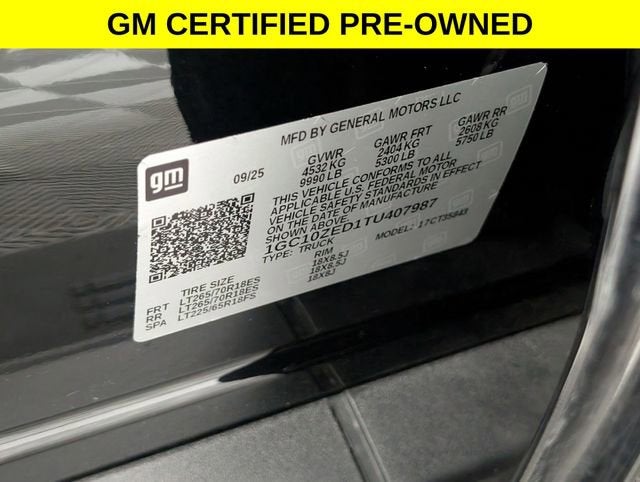 GM CERTIFIED PRE-OWNED
MFD BY GENERAL MOTORS LLC
gm
09/25
GVWR GAWR FRT GAWR RR
4532 KG 2404 KG 2608 KG
9990 LB 5300 LB 5750 LB
THIS VEHICLE CONFORMS TO ALL
APPLICABLE U.S. FEDERAL MOTOR
VEHICLE SAFETY STANDARDS IN EFFECT
ON THE DATE OF MANUFACTURE
SHOWN ABOVE.
1GC10ZED1TU407987
TYPE: TRUCK MODEL: 17CT35843
TIRE SIZE RIM
FRT LT265/70R18ES 18X8.5J
RR LT265/70R18ES 18X8.5J
SPA LT225/65R18FS 18X8J